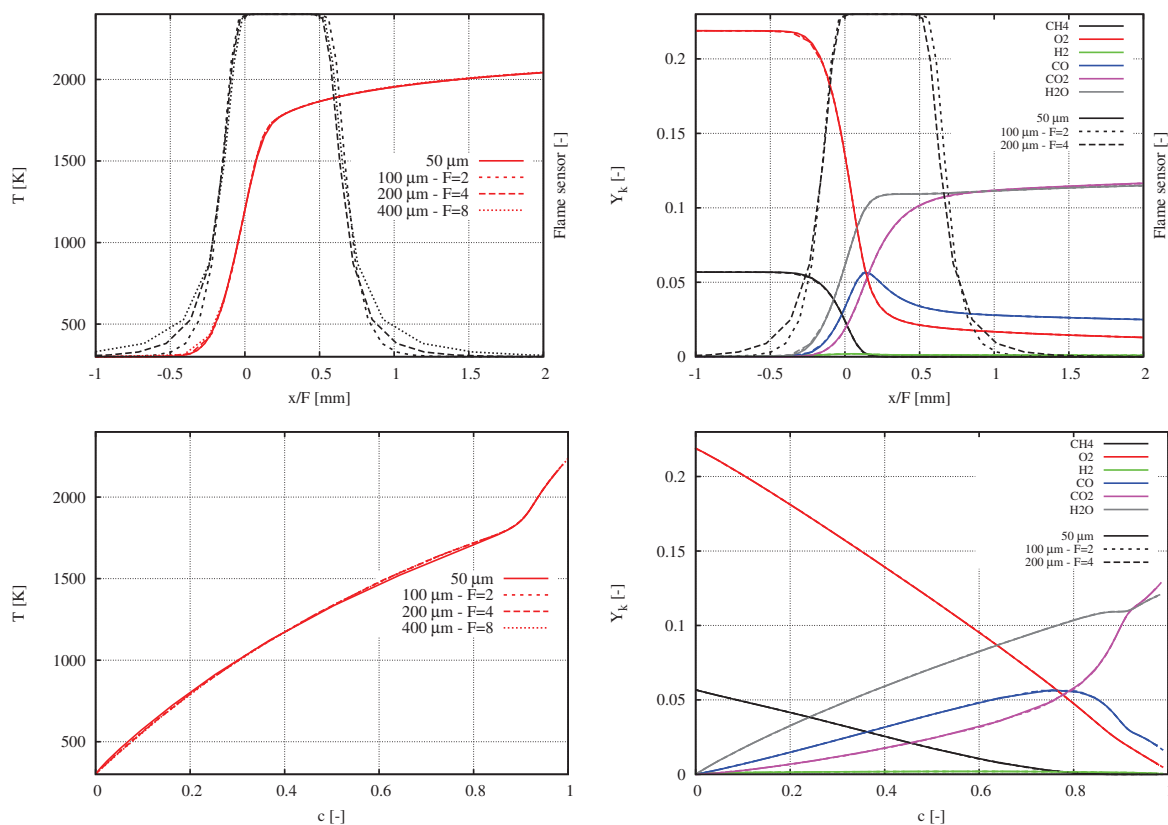 2000
1500
1000
500
T [K]
-1
-0.5
0
0.5
1
1.5
2
x/F [mm]
Flame sensor [-]
50 μm
100 μm - F=2
200 μm - F=4
400 μm - F=8
0.2
0.15
0.1
0.05
0
Y_k [-]
-1
-0.5
0
0.5
1
1.5
2
x/F [mm]
Flame sensor [-]
CH4
O2
H2
CO
CO2
H2O
50 μm
100 μm - F=2
200 μm - F=4
2000
1500
1000
500
T [K]
0
0.2
0.4
0.6
0.8
1
c [-]
50 μm
100 μm - F=2
200 μm - F=4
400 μm - F=8
0.2
0.15
0.1
0.05
0
Y_k [-]
0.0
0.2
0.4
0.6
0.8
c [-]
CH4
O2
H2
CO
CO2
H2O
50 μm
100 μm - F=2
200 μm - F=4